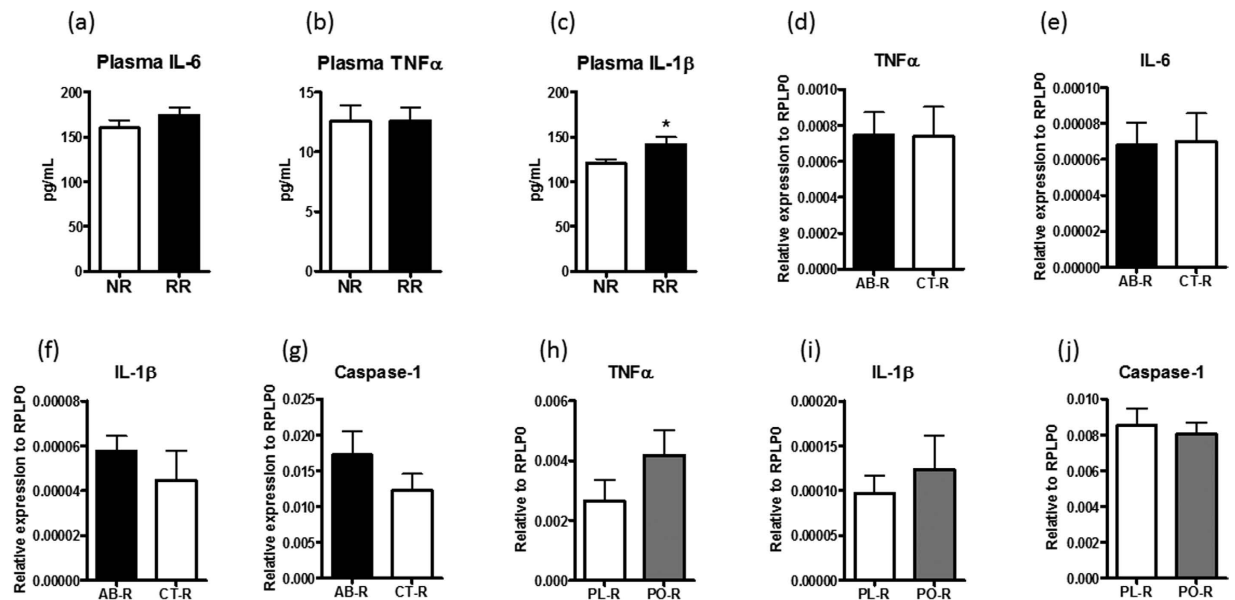 (a)
Plasma IL-6
pg/mL
200
150
100
50
0
NR RR
(b)
Plasma TNFα
pg/mL
15
10
5
0
NR RR
(c)
Plasma IL-1β
pg/mL
200
150
100
50
0
*
NR RR
(d)
TNFα
Relative expression to RPLP0
0.0010
0.0008
0.0006
0.0004
0.0002
0.0000
AB-R CT-R
(e)
IL-6
Relative expression to RPLP0
0.00010
0.00008
0.00006
0.00004
0.00002
0.00000
AB-R CT-R
(f)
IL-1β
Relative expression to RPLP0
0.00008
0.00006
0.00004
0.00002
0.00000
AB-R CT-R
(g)
Caspase-1
Relative expression to RPLP0
0.025
0.020
0.015
0.010
0.005
0.000
AB-R CT-R
(h)
TNFα
Relative to RPLP0
0.006
0.004
0.002
0.000
PL-R PO-R
(i)
IL-1β
Relative to RPLP0
0.00020
0.00015
0.00010
0.00005
0.00000
PL-R PO-R
(j)
Caspase-1
Relative to RPLP0
0.010
0.008
0.006
0.004
0.002
0.000
PL-R PO-R